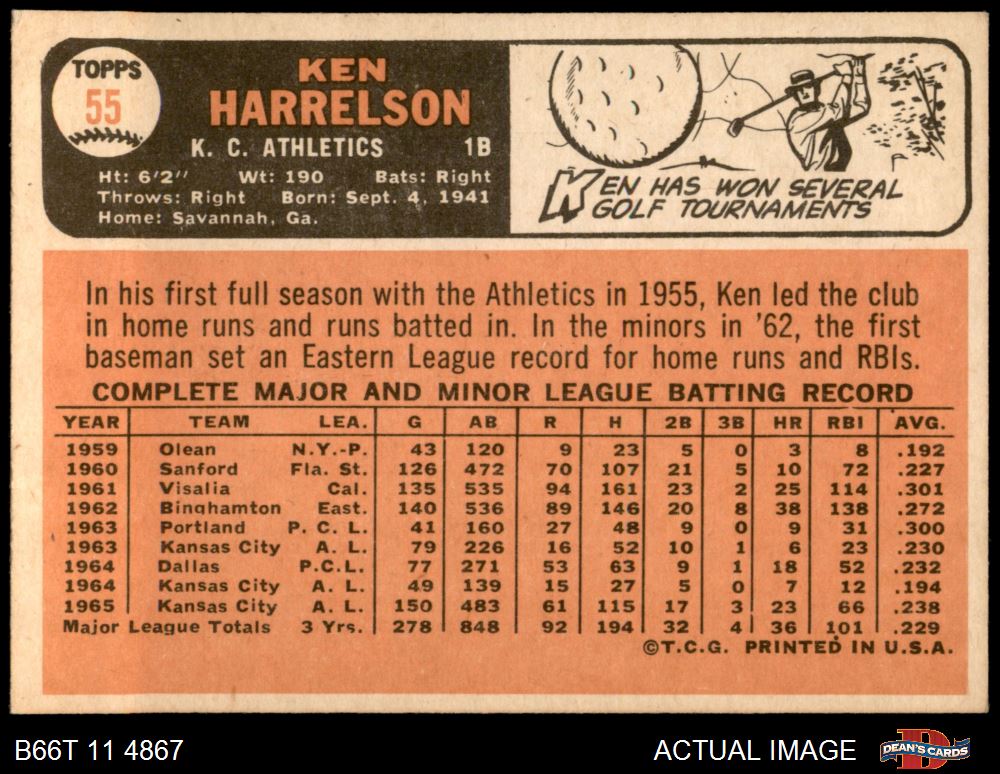 TOPPS
55
KEN
HARRELSON
K. C. ATHLETICS 1B
Ht: 6'2" Wt: 190 Bats: Right
Throws: Right Born: Sept. 4, 1941
Home: Savannah, Ga.
KEN HAS WON SEVERAL
GOLF TOURNAMENTS
In his first full season with the Athletics in 1955, Ken led the club
in home runs and runs batted in. In the minors in '62, the first
baseman set an Eastern League record for home runs and RBIs.
COMPLETE MAJOR AND MINOR LEAGUE BATTING RECORD
YEAR TEAM LEA. G AB R H 2B 3B HR RBI AVG.
1959 Olean N.Y.-P. 43 120 9 23 5 0 3 8 .192
1960 Sanford Fla. St. 126 472 70 107 21 5 10 72 .227
1961 Visalia Cal. 135 535 94 161 23 2 25 114 .301
1962 Binghamton East. 140 536 89 146 20 8 38 138 .272
1963 Portland P. C. L. 41 160 27 48 9 0 9 31 .300
1963 Kansas City A. L. 79 226 16 52 10 1 6 23 .230
1964 Dallas P.C.L. 77 271 53 63 9 1 18 52 .232
1964 Kansas City A. L. 49 139 15 27 5 0 7 12 .194
1965 Kansas City A. L. 150 483 61 115 17 3 23 66 .238
Major League Totals 3 Yrs. 278 848 92 194 32 4 36 101 .229
©T.C.G. PRINTED IN U.S.A.
B66T 11 4867 ACTUAL IMAGE
DEAN'S CARDS